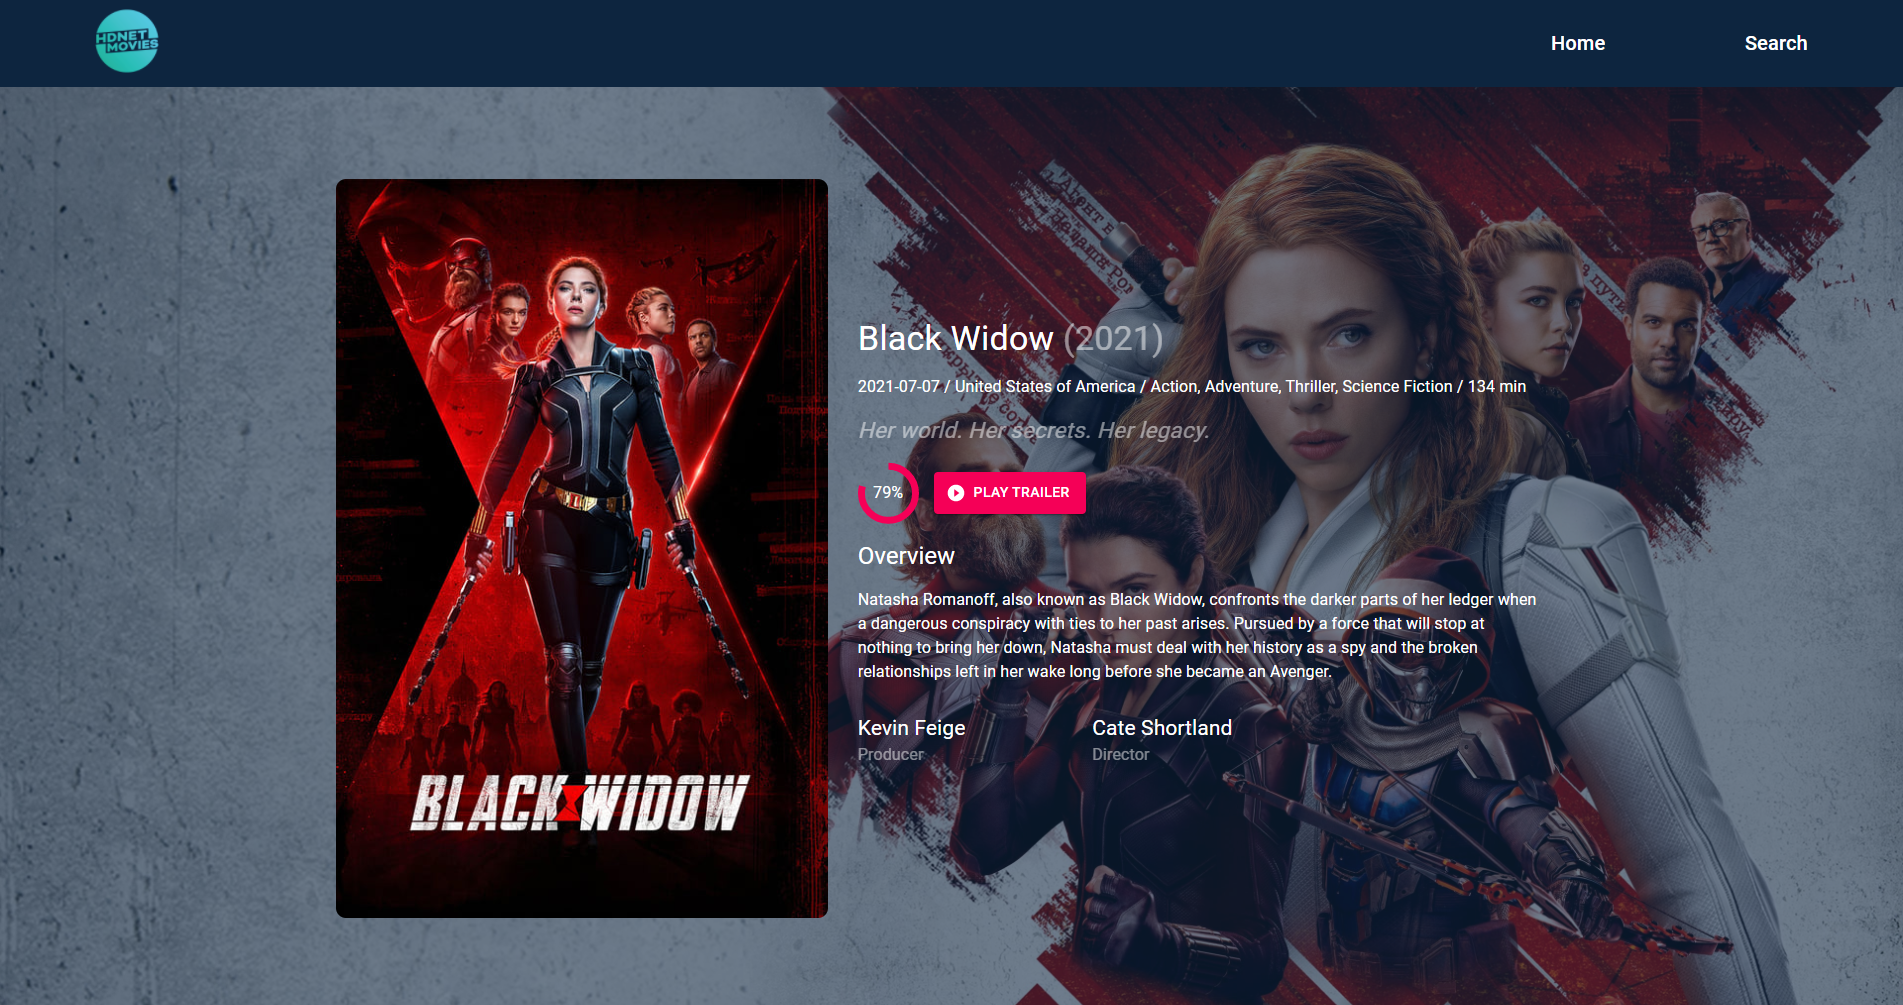 HDNET
MOVIES
Home
Search
BLACK WIDOW
Black Widow (2021)
2021-07-07 / United States of America / Action, Adventure, Thriller, Science Fiction / 134 min
Her world. Her secrets. Her legacy.
79%
PLAY TRAILER
Overview
Natasha Romanoff, also known as Black Widow, confronts the darker parts of her ledger when
a dangerous conspiracy with ties to her past arises. Pursued by a force that will stop at
nothing to bring her down, Natasha must deal with her history as a spy and the broken
relationships left in her wake long before she became an Avenger.
Kevin Feige
Producer
Cate Shortland
Director